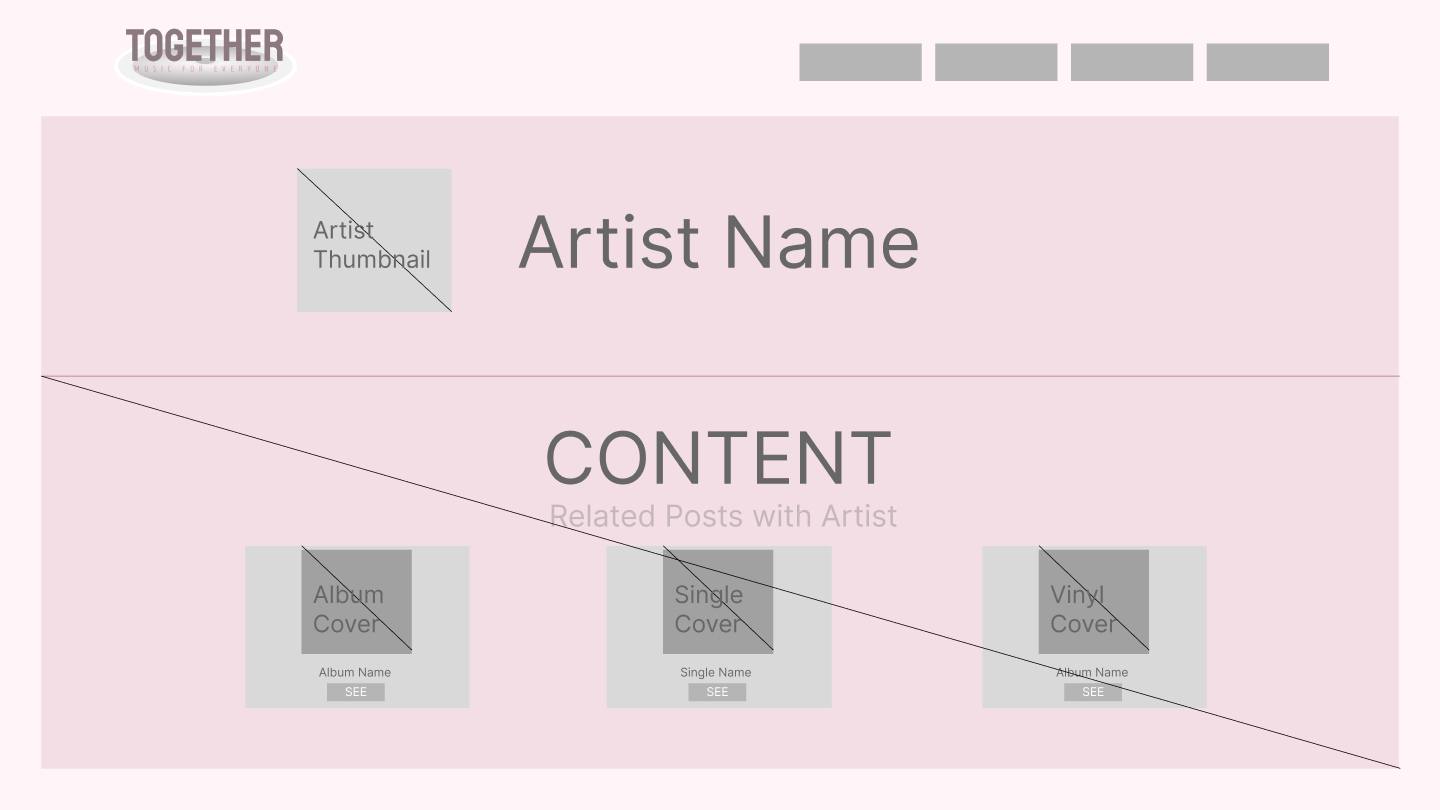 TOGETHER
MUSIC FOR EVERYONE
Artist
Thumbnail
Artist Name
CONTENT
Related Posts with Artist
Album
Cover
Album Name
SEE
Single
Cover
Single Name
SEE
Vinyl
Cover
Album Name
SEE